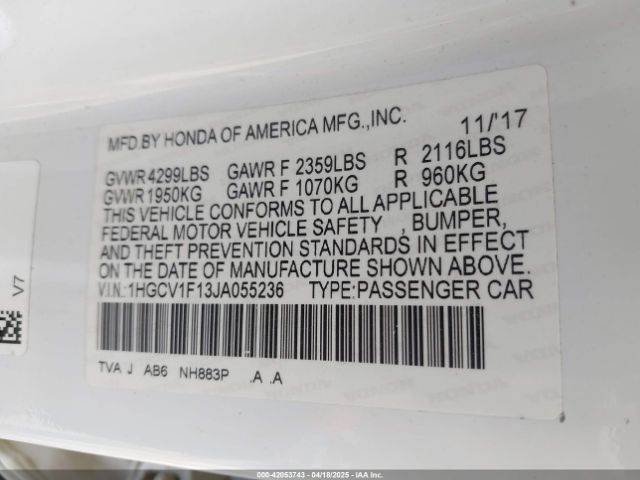 MFD.BY HONDA OF AMERICA MFG.,INC. 11/'17
GVWR 4299LBS GAWR F 2359LBS R 2116LBS
GVWR 1950KG GAWR F 1070KG R 960KG
THIS VEHICLE CONFORMS TO ALL APPLICABLE
FEDERAL MOTOR VEHICLE SAFETY , BUMPER,
AND THEFT PREVENTION STANDARDS IN EFFECT
ON THE DATE OF MANUFACTURE SHOWN ABOVE.
V.I.N.:1HGCV1F13JA055236 TYPE:PASSENGER CAR
TVA J AB6 NH883P .A .A
V7
000-42053743 - 04/18/2025 - IAA Inc.